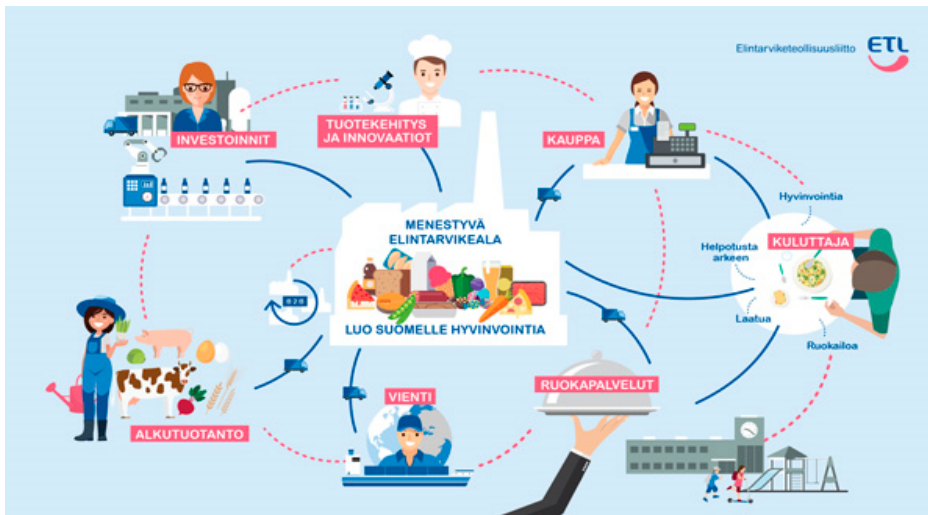 Elintarviketeollisuusliitto ETL
INVESTOINNIT
TUOTEKEHITYS
JA INNOVAATIOT
KAUPPA
MENESTYVÄ
ELINTARVIKEALA
LUO SUOMELLE HYVINVOINTIA
B2B
Hyvinvointia
KULUTTAJA
Helpotusta
arkeen
Laatua
Ruokailoa
ALKUTUOTANTO
VIENTI
RUOKAPALVELUT